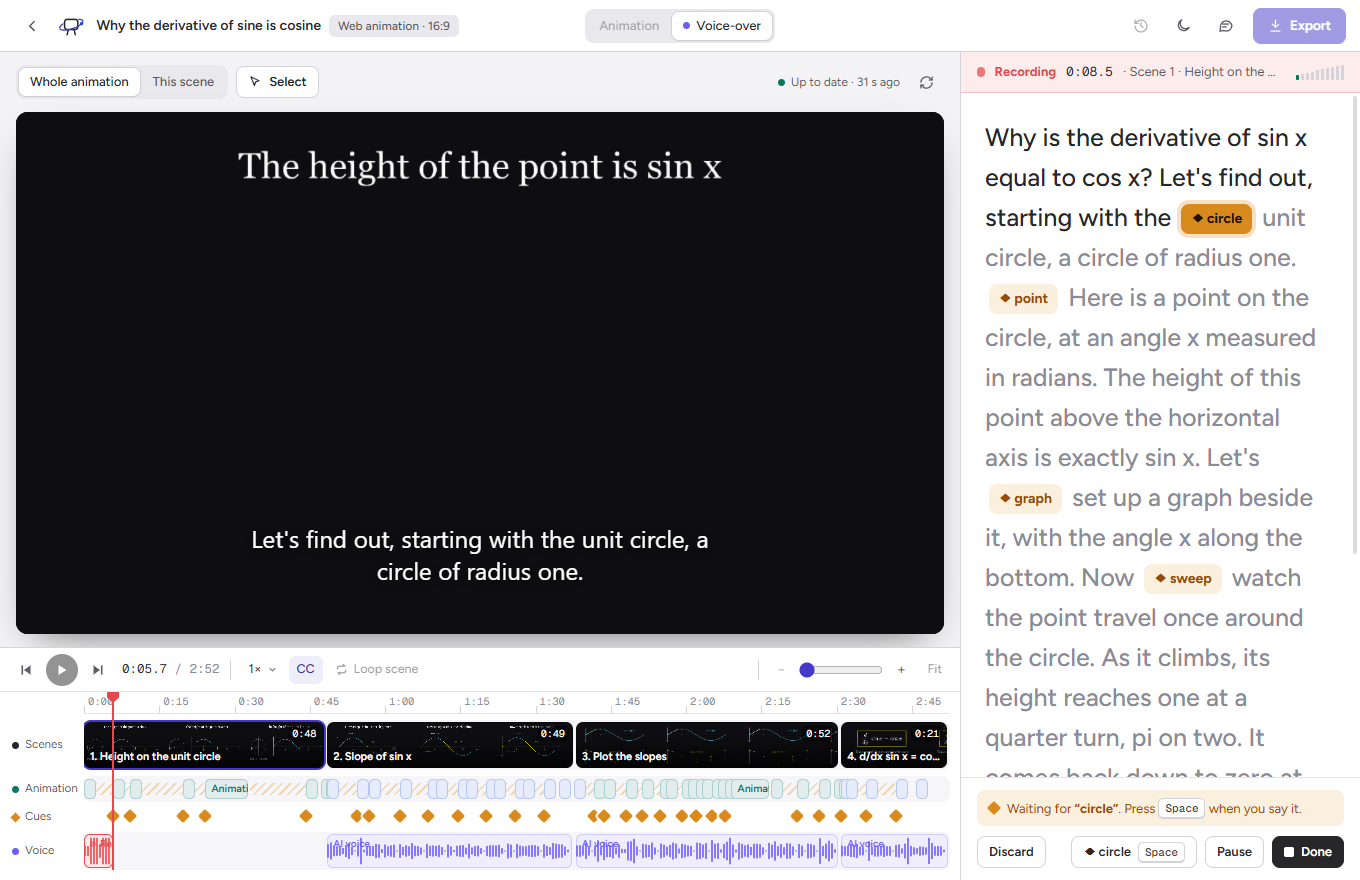 Why the derivative of sine is cosine
Web animation · 16:9
Animation
Voice-over
Export
Whole animation
This scene
Select
Up to date · 31 s ago
Recording 0:08.5 · Scene 1 · Height on the ...
The height of the point is sin x
Let's find out, starting with the unit circle, a
circle of radius one.
Why is the derivative of sin x
equal to cos x? Let's find out,
starting with the ◆ circle unit
circle, a circle of radius one.
◆ point Here is a point on the
circle, at an angle x measured
in radians. The height of this
point above the horizontal
axis is exactly sin x. Let's
◆ graph set up a graph beside
it, with the angle x along the
bottom. Now ◆ sweep watch
the point travel once around
the circle. As it climbs, its
height reaches one at a
quarter turn, pi on two. It
comes back down to zero at
0:05.7 / 2:52
1×
CC
Loop scene
− + Fit
0:00 0:15 0:30 0:45 1:00 1:15 1:30 1:45 2:00 2:15 2:30 2:45
Scenes
0:48
1. Height on the unit circle
0:49
2. Slope of sin x
0:52
3. Plot the slopes
0:21
4. d/dx sin x = co...
Animation
Animati
Anima
Cues
Voice
AI voice
AI voice
AI voice
Waiting for “circle”. Press Space when you say it.
Discard
◆ circle Space
Pause
Done